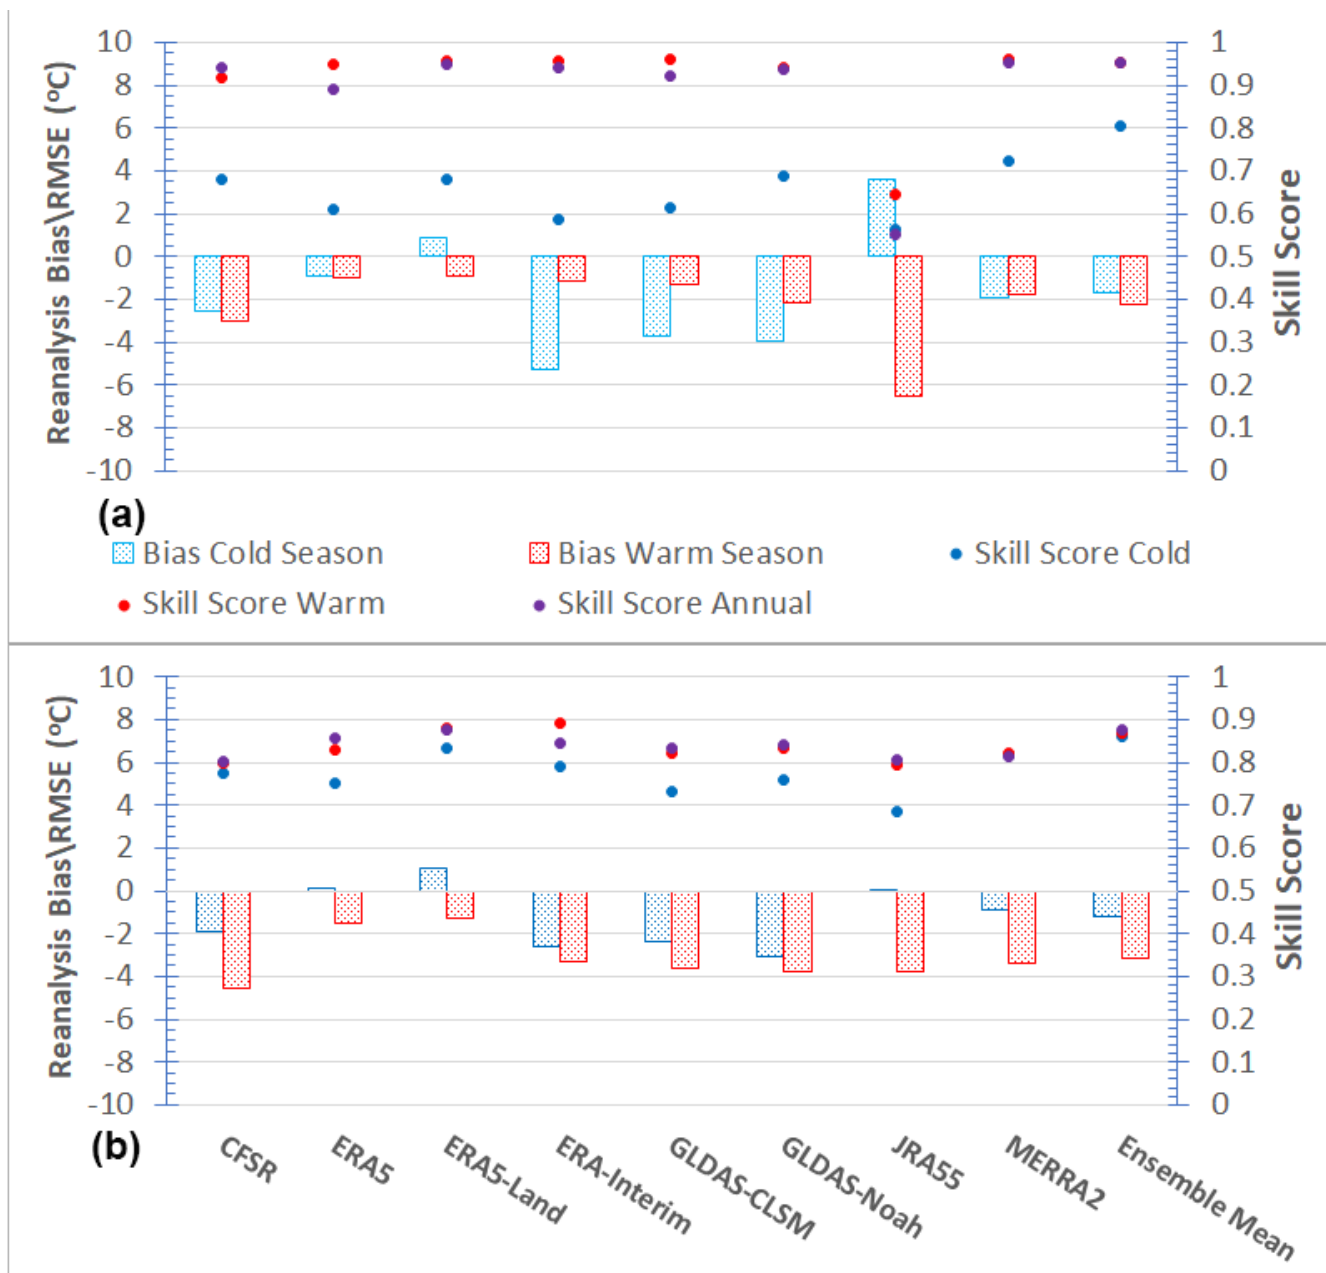 Reanalysis Bias\RMSE (ºC)
10
8
6
4
2
0
-2
-4
-6
-8
-10
1
0.9
0.8
0.7
0.6
0.5
0.4
0.3
0.2
0.1
0
Skill Score
(a)
Bias Cold Season Bias Warm Season Skill Score Cold
Skill Score Warm Skill Score Annual
Reanalysis Bias\RMSE (ºC)
10
8
6
4
2
0
-2
-4
-6
-8
-10
1
0.9
0.8
0.7
0.6
0.5
0.4
0.3
0.2
0.1
0
Skill Score
(b)
CFSR
ERA5
ERA5-Land
ERA-Interim
GLDAS-CLSM
GLDAS-Noah
JRA55
MERRA2
Ensemble Mean